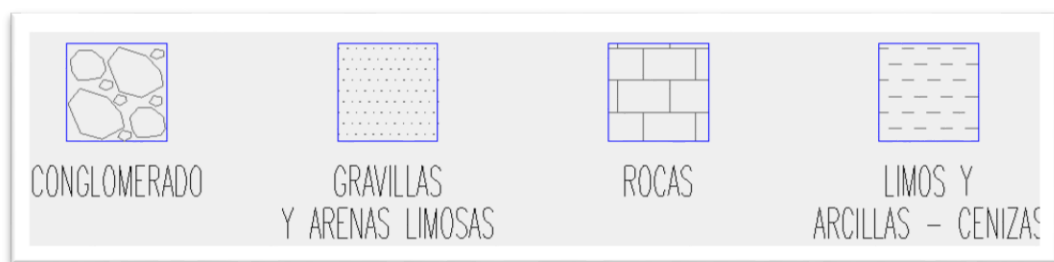 CONGLOMERADO
GRAVILLAS
Y ARENAS LIMOSAS
ROCAS
LIMOS Y
ARCILLAS - CENIZAS